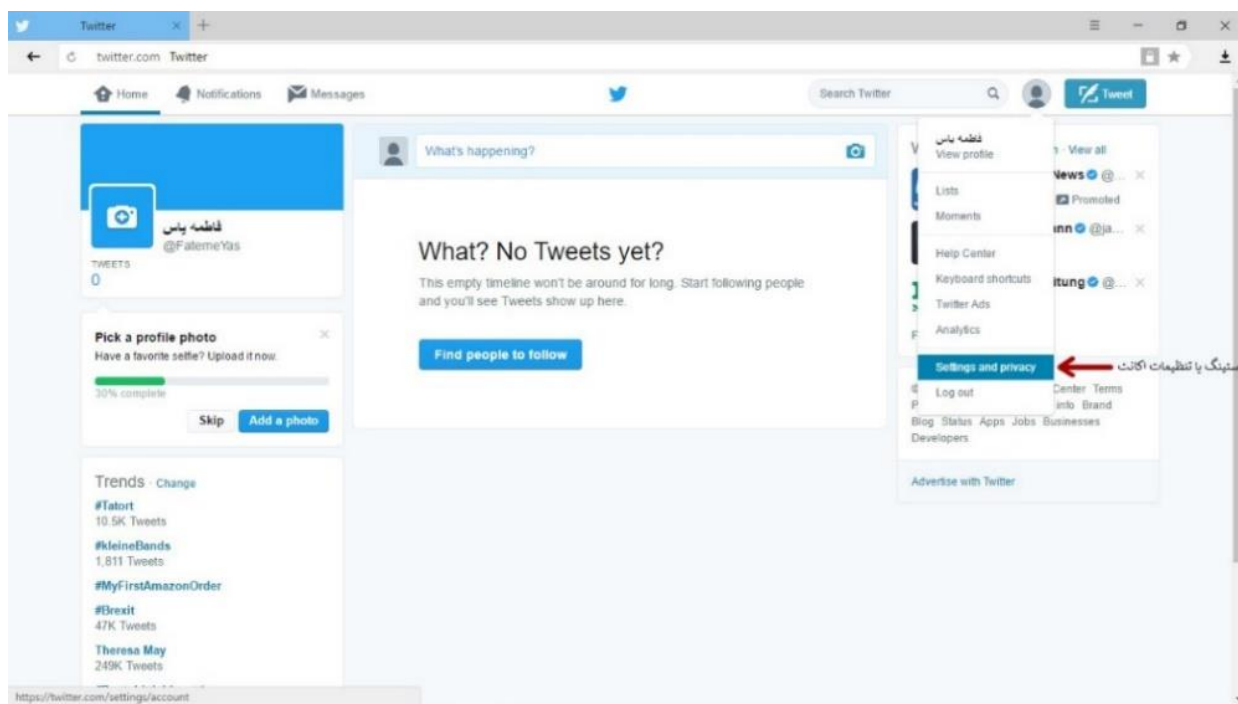 Twitter
twitter.com Twitter
Home Notifications Messages
Search Twitter
Tweet
فاطمه یاس
@FatemeYas
TWEETS
0
Pick a profile photo
Have a favorite selfie? Upload it now.
30% complete
Skip Add a photo
Trends · Change
#Tatort
10.5K Tweets
#kleineBands
1,811 Tweets
#MyFirstAmazonOrder
#Brexit
47K Tweets
Theresa May
249K Tweets
What's happening?
What? No Tweets yet?
This empty timeline won't be around for long. Start following people
and you'll see Tweets show up here.
Find people to follow
فاطمه یاس
View profile
Lists
Moments
Help Center
Keyboard shortcuts
Twitter Ads
Analytics
Settings and privacy
Log out
· View all
News @...
Promoted
ann @ja...
itung @...
ستینگ یا تنظیمات اکانت
Center Terms
info Brand
Blog Status Apps Jobs Businesses
Developers
Advertise with Twitter
https://twitter.com/settings/account